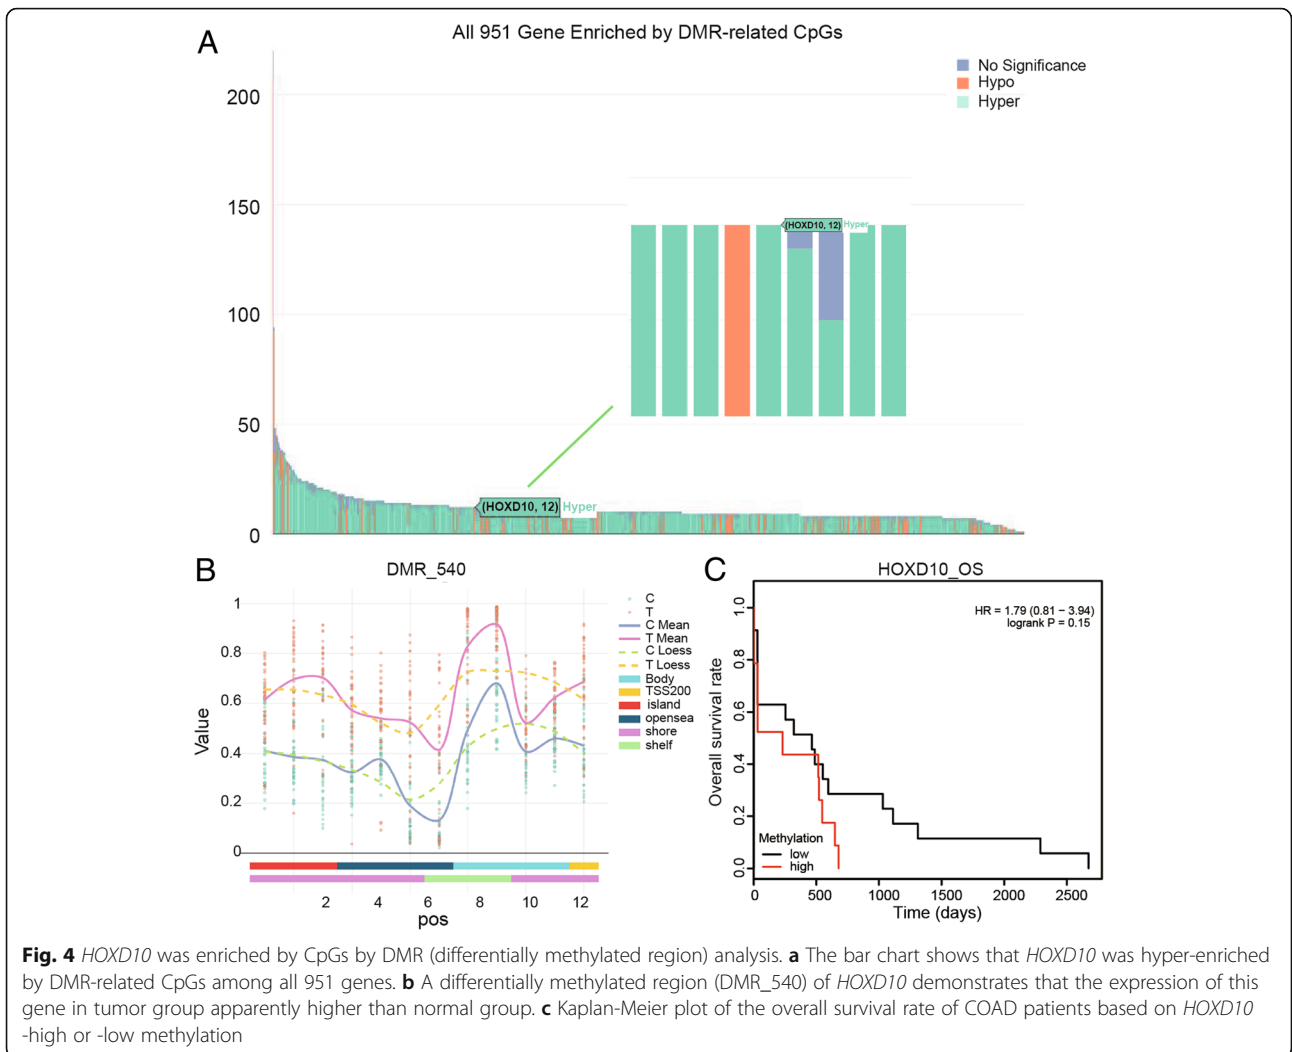 A
All 951 Gene Enriched by DMR-related CpGs
No Significance
Hypo
Hyper
200
150
100
50
0
(HOXD10, 12) Hyper
(HOXD10, 12) Hyper
B
DMR_540
1
0.8
0.6
0.4
0.2
0
Value
2 4 6 8 10 12
pos
C
T
C Mean
T Mean
C Loess
T Loess
Body
TSS200
island
opensea
shore
shelf
C
HOXD10_OS
HR = 1.79 (0.81 − 3.94)
logrank P = 0.15
Overall survival rate
1.0
0.8
0.6
0.4
0.2
0.0
Methylation
low
high
0 500 1000 1500 2000 2500
Time (days)
Fig. 4 HOXD10 was enriched by CpGs by DMR (differentially methylated region) analysis. a The bar chart shows that HOXD10 was hyper-enriched
by DMR-related CpGs among all 951 genes. b A differentially methylated region (DMR_540) of HOXD10 demonstrates that the expression of this
gene in tumor group apparently higher than normal group. c Kaplan-Meier plot of the overall survival rate of COAD patients based on HOXD10
-high or -low methylation